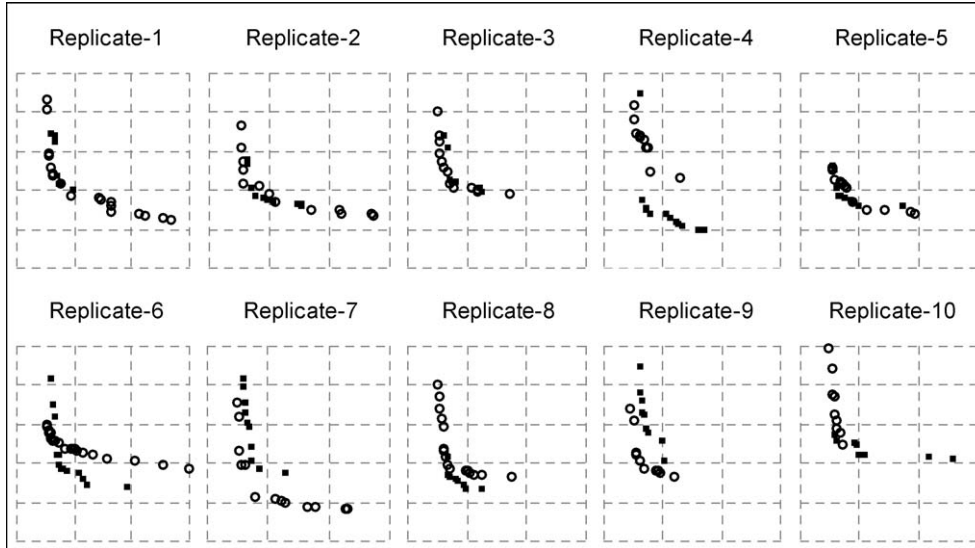 Replicate-1
Replicate-2
Replicate-3
Replicate-4
Replicate-5
Replicate-6
Replicate-7
Replicate-8
Replicate-9
Replicate-10